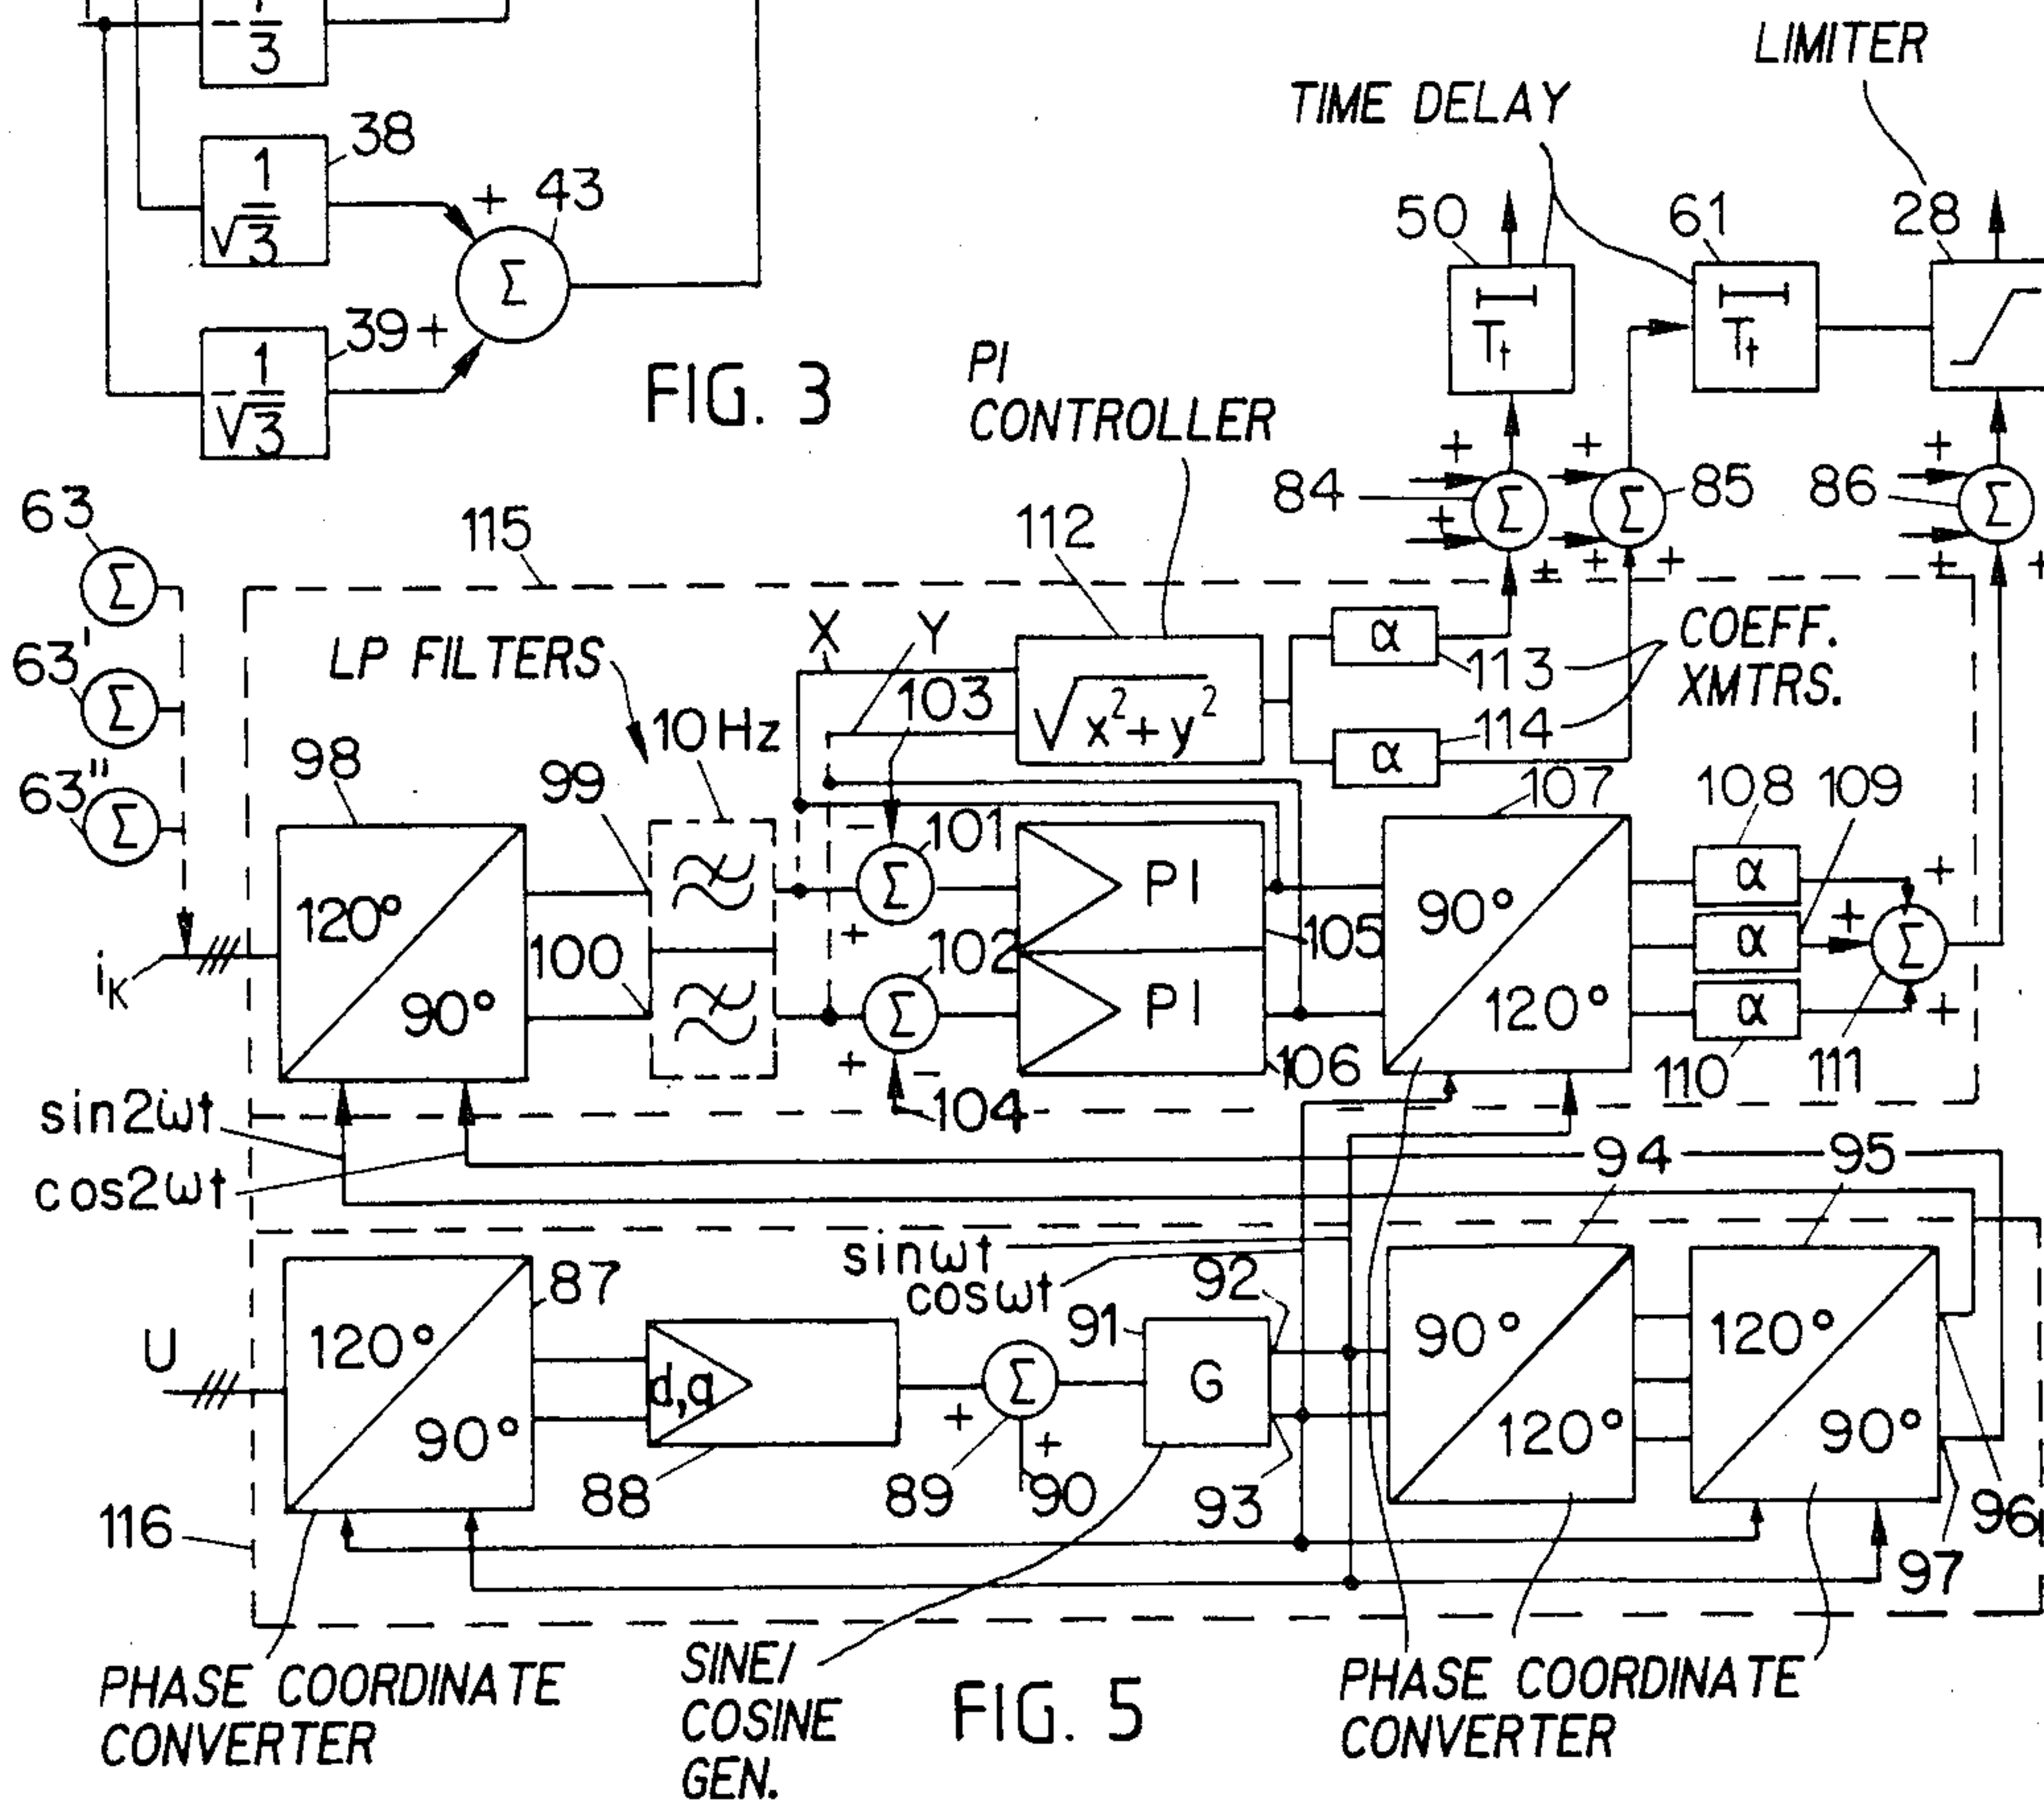 3
LIMITER
TIME DELAY
38
1
√3
+
43
Σ
50
61
28
39
+
-1
√3
Tt
Tt
FIG. 3
PI
CONTROLLER
+
+
+
84
Σ
Σ
85
86
Σ
+
+
+
+
+
+
63
Σ
115
112
63'
Σ
LP FILTERS
X
Y
103
√x²+y²
α
113
COEFF.
XMTRS.
114
α
63"
Σ
98
99
10 Hz
107
108
109
−
101
Σ
+
PI
α
+
120°
90°
90°
120°
105
α
+
Σ
iK
100
102
Σ
PI
α
+
+
−
106
110
111
104
sin2ωt
cos2ωt
94
95
sinωt
cosωt
92
87
120°
90°
91
90°
120°
120°
90°
U
d,q
Σ
G
+
+
88
89
90
93
96
116
97
PHASE COORDINATE
CONVERTER
SINE/
COSINE
GEN.
FIG. 5
PHASE COORDINATE
CONVERTER